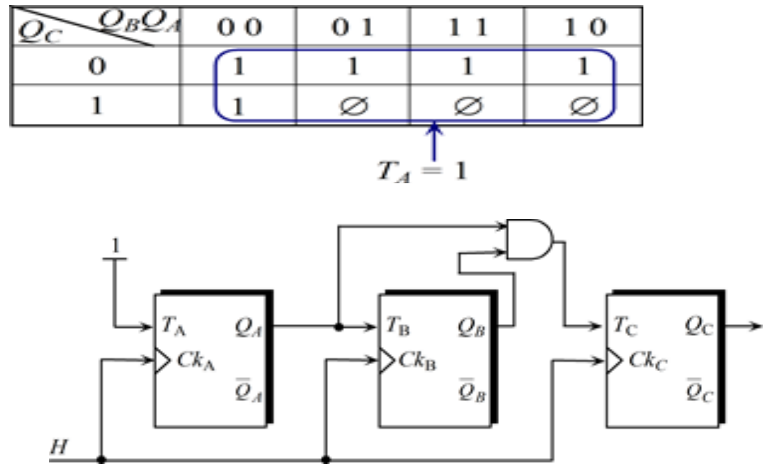 Q_C Q_BQ_A 0 0 0 1 1 1 1 0
0 1 1 1 1
1 1 ∅ ∅ ∅
T_A = 1
1
T_A Q_A T_B Q_B T_C Q_C
Ck_A Ck_B Ck_C
Q̅_A Q̅_B Q̅_C
H